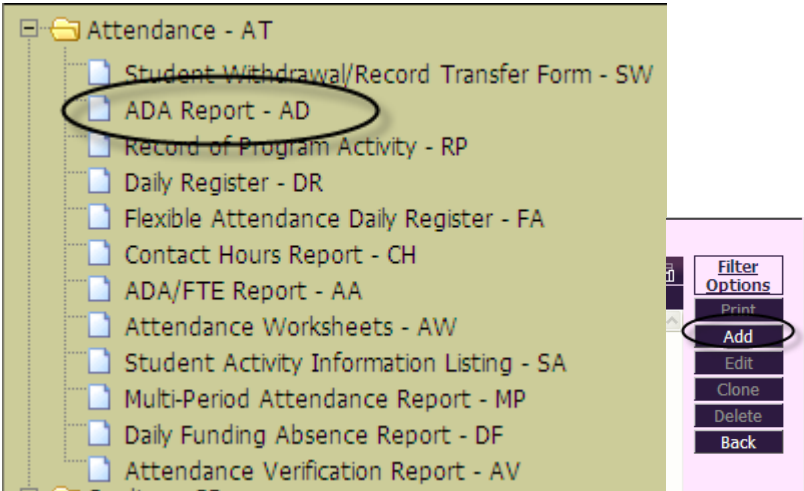 Attendance - AT
Student Withdrawal/Record Transfer Form - SW
ADA Report - AD
Record of Program Activity - RP
Daily Register - DR
Flexible Attendance Daily Register - FA
Contact Hours Report - CH
ADA/FTE Report - AA
Attendance Worksheets - AW
Student Activity Information Listing - SA
Multi-Period Attendance Report - MP
Daily Funding Absence Report - DF
Attendance Verification Report - AV
Filter
Options
Print
Add
Edit
Clone
Delete
Back